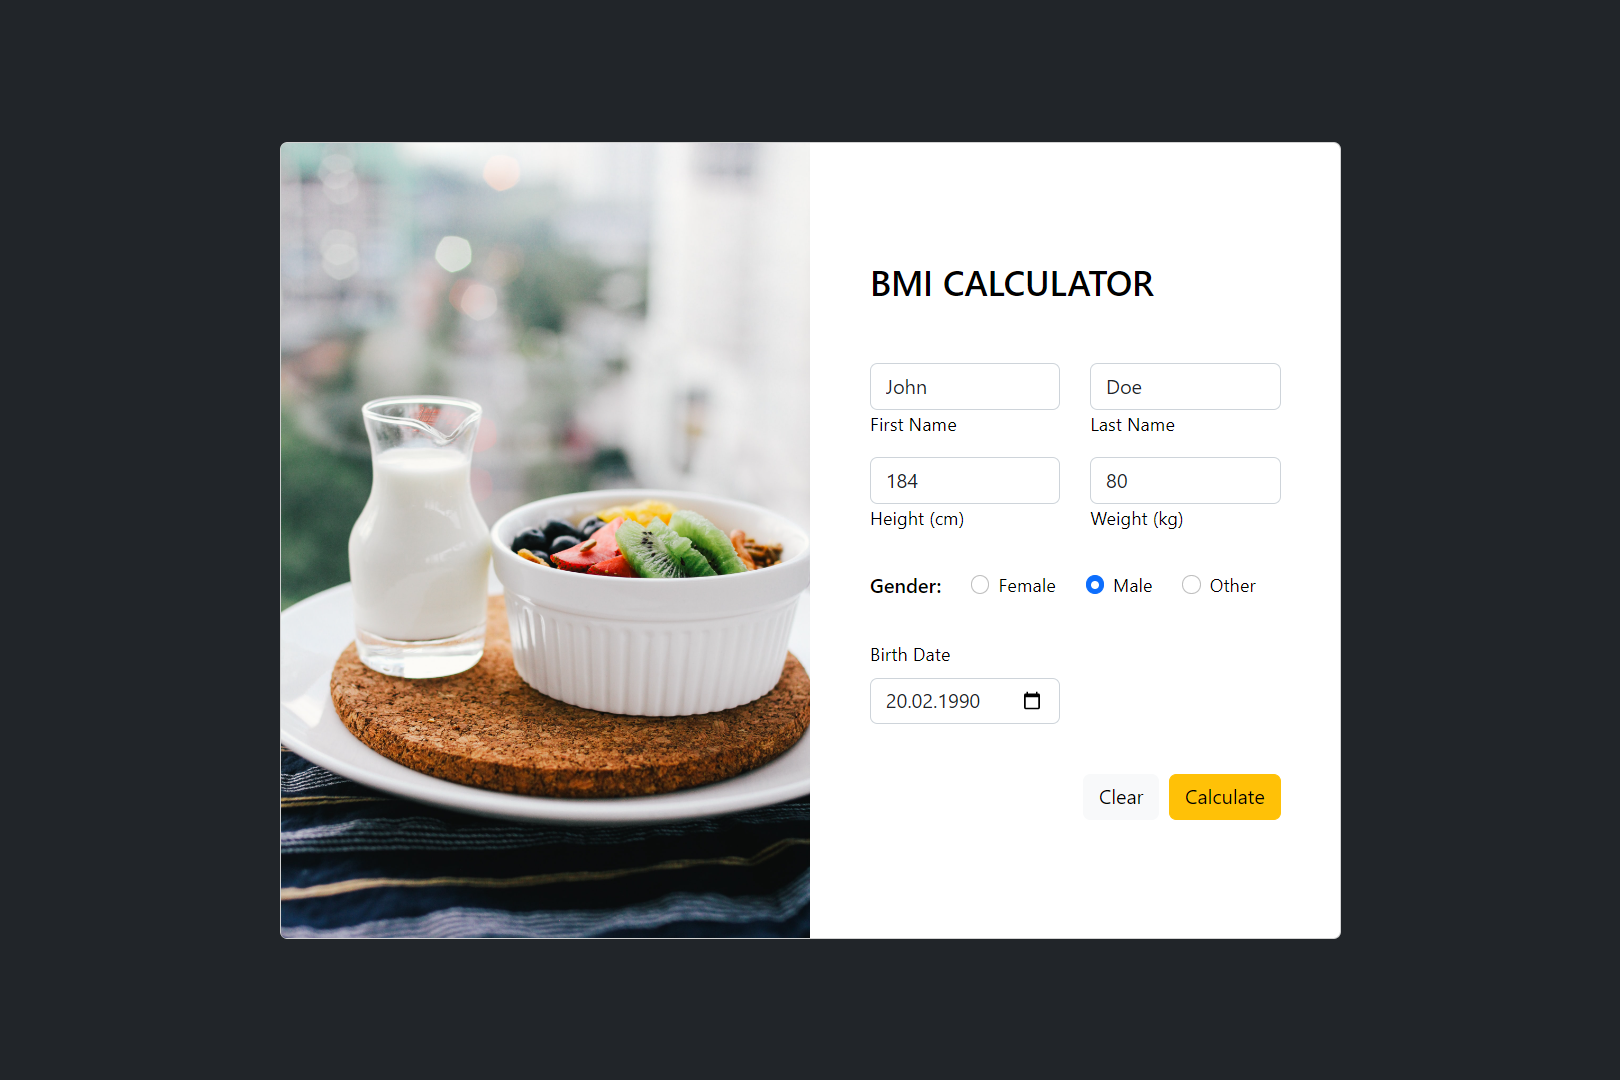 BMI CALCULATOR
John Doe
First Name Last Name
184 80
Height (cm) Weight (kg)
Gender: Female Male Other
Birth Date
20.02.1990
Clear Calculate